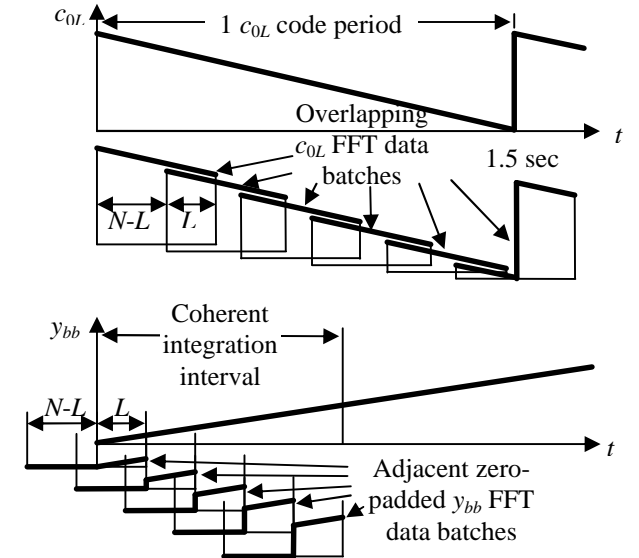 c0L
1 c0L code period
t
Overlapping
c0L FFT data
batches
1.5 sec
N-L
L
ybb
Coherent
integration
interval
N-L
L
t
Adjacent zero-
padded ybb FFT
data batches